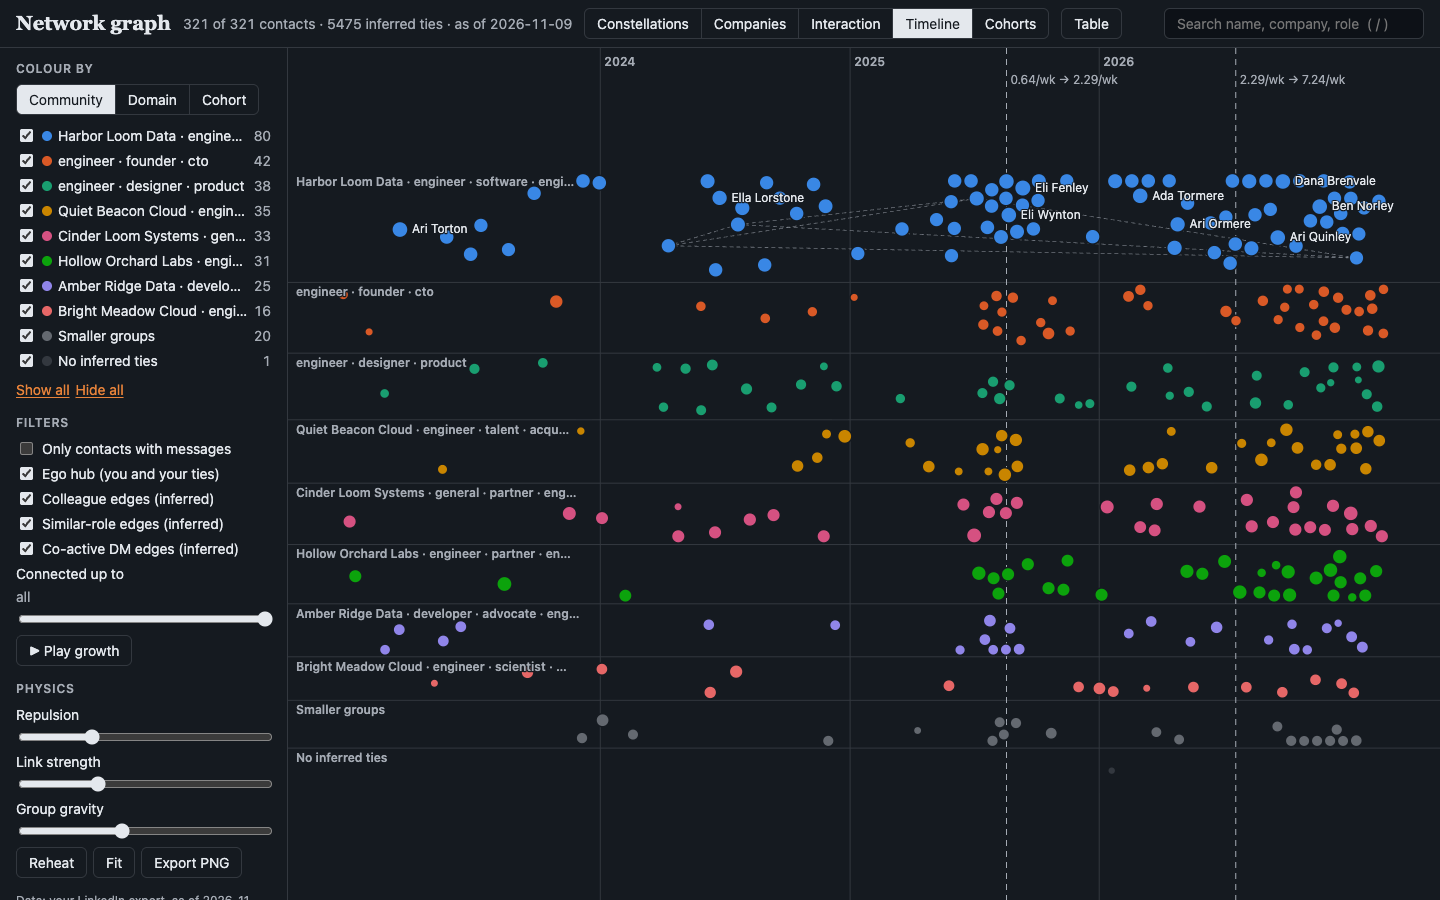 Network graph 321 of 321 contacts · 5475 inferred ties · as of 2026-11-09 Constellations Companies Interaction Timeline Cohorts Table Search name, company, role ( / )
COLOUR BY
Community Domain Cohort
Harbor Loom Data · engine... 80
engineer · founder · cto 42
engineer · designer · product 38
Quiet Beacon Cloud · engin... 35
Cinder Loom Systems · gen... 33
Hollow Orchard Labs · engi... 31
Amber Ridge Data · develo... 25
Bright Meadow Cloud · engi... 16
Smaller groups 20
No inferred ties 1
Show all Hide all
FILTERS
Only contacts with messages
Ego hub (you and your ties)
Colleague edges (inferred)
Similar-role edges (inferred)
Co-active DM edges (inferred)
Connected up to
all
Play growth
PHYSICS
Repulsion
Link strength
Group gravity
Reheat Fit Export PNG
Data: your LinkedIn export, as of 2026-11-
2024 2025 2026
0.64/wk → 2.29/wk 2.29/wk → 7.24/wk
Harbor Loom Data · engineer · software · engi...
Dana Brenvale
Eli Fenley
Ada Tormere
Ella Lorstone
Ben Norley
Eli Wynton
Ari Ormere
Ari Torton
Ari Quinley
engineer · founder · cto
engineer · designer · product
Quiet Beacon Cloud · engineer · talent · acqu...
Cinder Loom Systems · general · partner · eng...
Hollow Orchard Labs · engineer · partner · en...
Amber Ridge Data · developer · advocate · eng...
Bright Meadow Cloud · engineer · scientist · ...
Smaller groups
No inferred ties